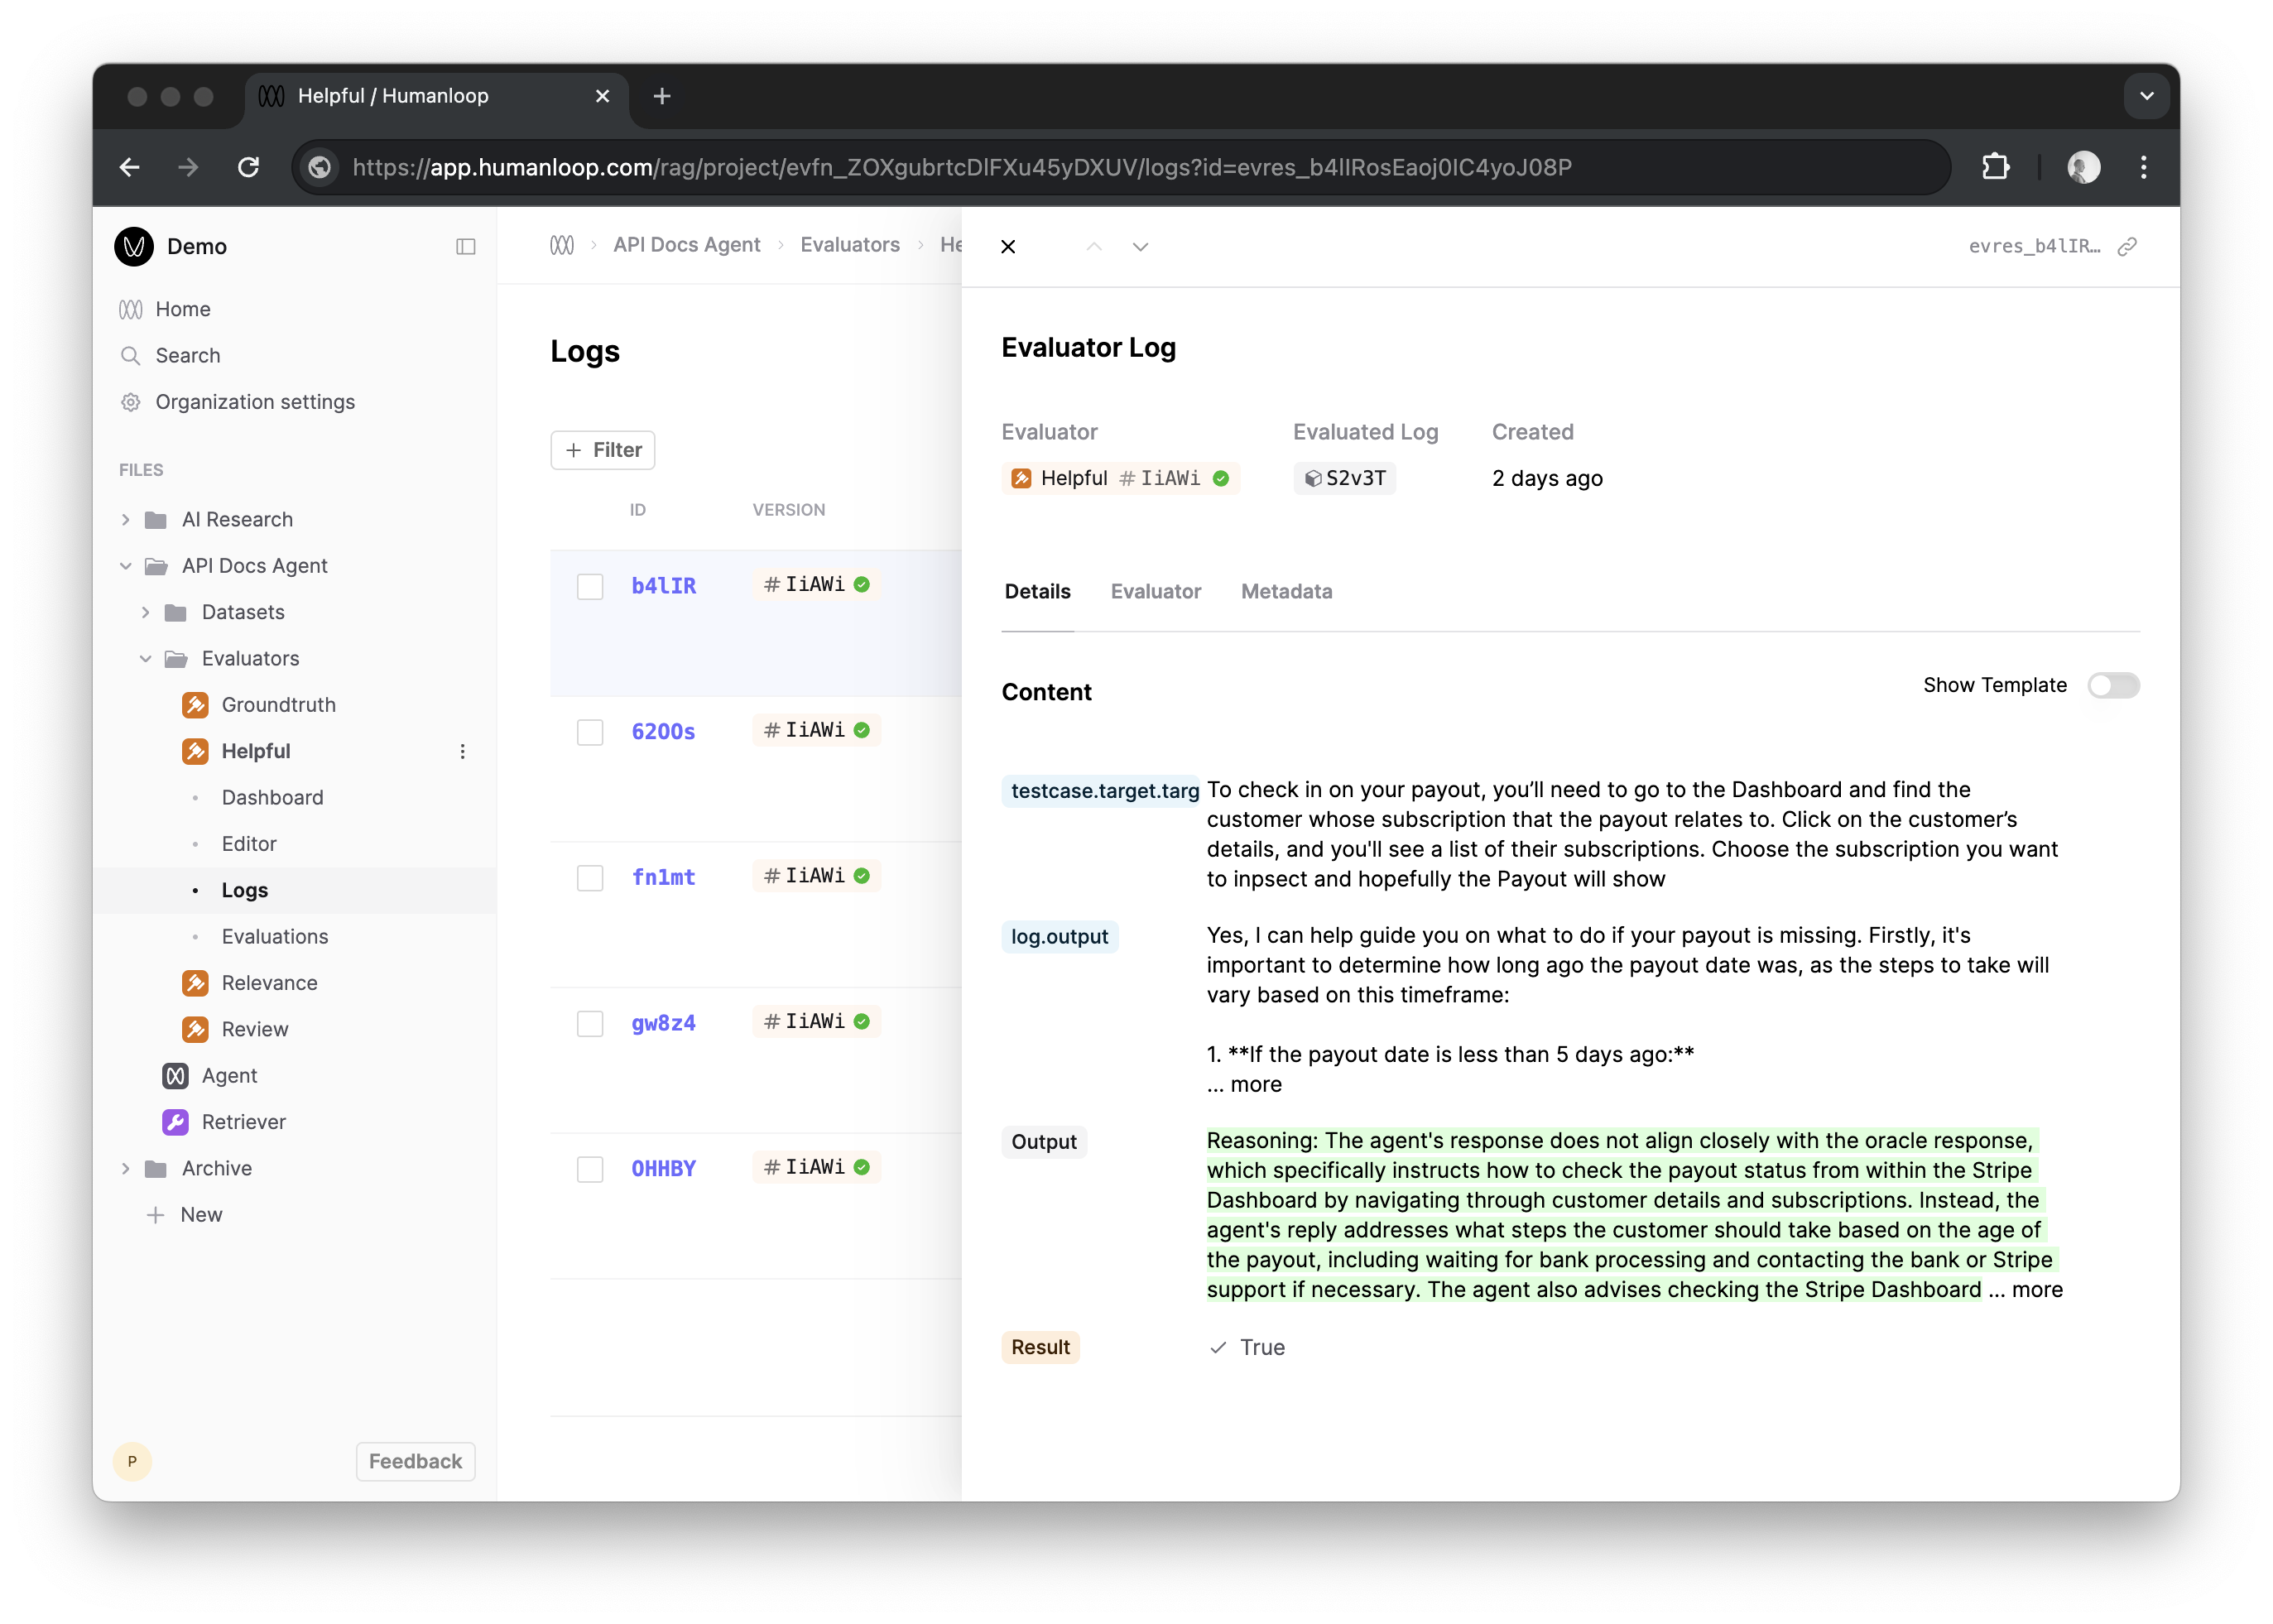 Helpful / Humanloop
https://app.humanloop.com/rag/project/evfn_ZOXgubrtcDlFXu45yDXUV/logs?id=evres_b4lIRosEaoj0IC4yoJ08P
Demo
Home
Search
Organization settings
FILES
AI Research
API Docs Agent
Datasets
Evaluators
Groundtruth
Helpful
Dashboard
Editor
Logs
Evaluations
Relevance
Review
Agent
Retriever
Archive
New
P
Feedback
API Docs Agent
Evaluators
He
Logs
Filter
ID VERSION
b4lIR # IiAWi
62OOs # IiAWi
fn1mt # IiAWi
gw8z4 # IiAWi
OHHBY # IiAWi
evres_b4lIR…
Evaluator Log
Evaluator Evaluated Log Created
Helpful # IiAWi S2v3T 2 days ago
Details Evaluator Metadata
Content
Show Template
testcase.target.targ
To check in on your payout, you’ll need to go to the Dashboard and find the
customer whose subscription that the payout relates to. Click on the customer’s
details, and you'll see a list of their subscriptions. Choose the subscription you want
to inpsect and hopefully the Payout will show
log.output
Yes, I can help guide you on what to do if your payout is missing. Firstly, it's
important to determine how long ago the payout date was, as the steps to take will
vary based on this timeframe:
1. **If the payout date is less than 5 days ago:**
... more
Output
Reasoning: The agent's response does not align closely with the oracle response,
which specifically instructs how to check the payout status from within the Stripe
Dashboard by navigating through customer details and subscriptions. Instead, the
agent's reply addresses what steps the customer should take based on the age of
the payout, including waiting for bank processing and contacting the bank or Stripe
support if necessary. The agent also advises checking the Stripe Dashboard ... more
Result
True